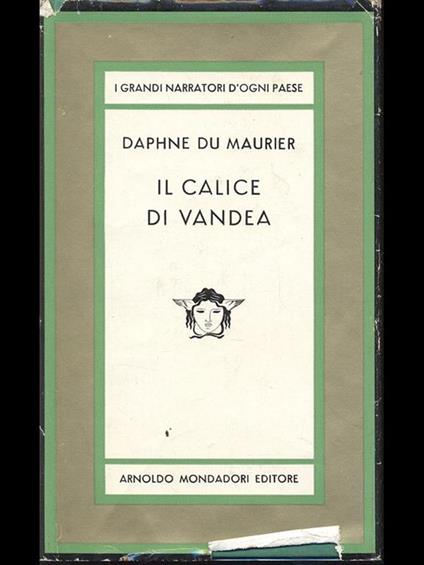 I GRANDI NARRATORI D'OGNI PAESE
DAPHNE DU MAURIER
IL CALICE
DI VANDEA
ARNOLDO MONDADORI EDITORE